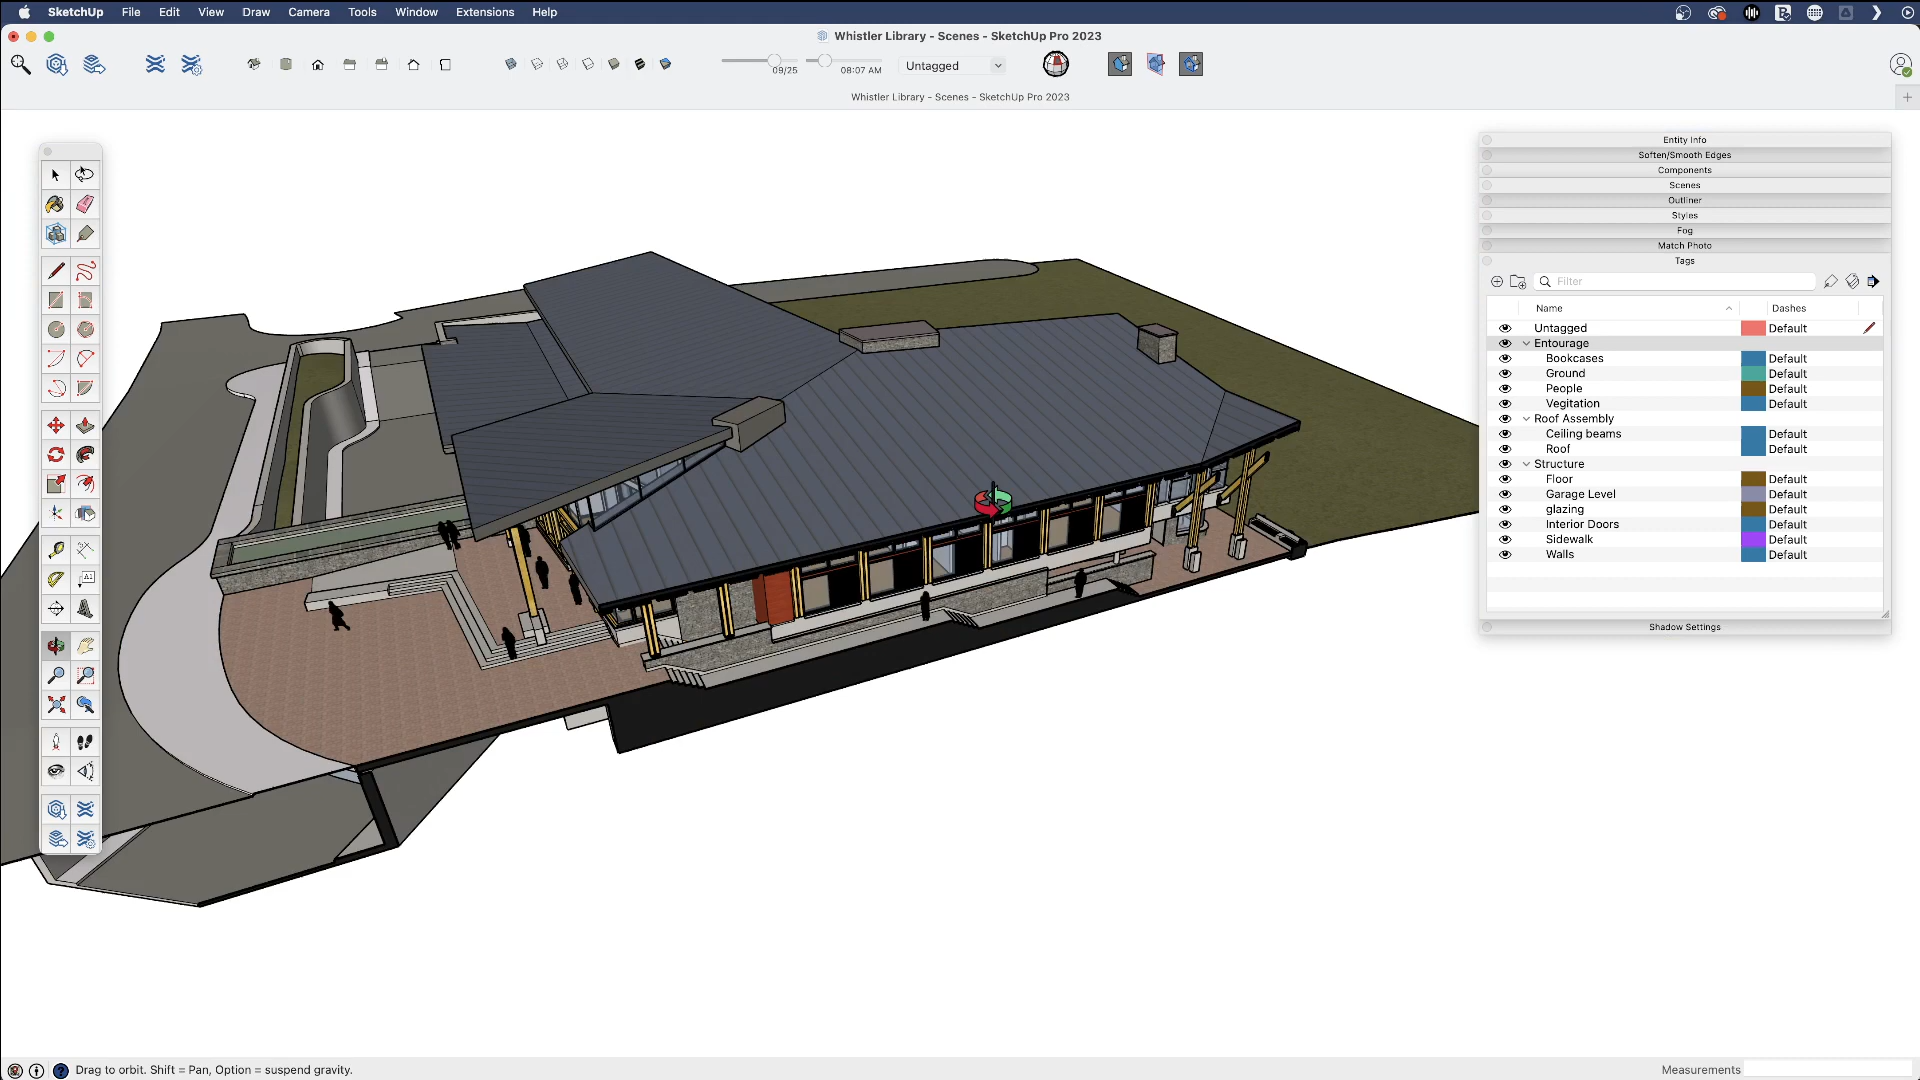 SketchUp File Edit View Draw Camera Tools Window Extensions Help
Whistler Library - Scenes - SketchUp Pro 2023
09/25
08:07 AM
Untagged
Whistler Library - Scenes - SketchUp Pro 2023
Entity Info
Soften/Smooth Edges
Components
Scenes
Outliner
Styles
Fog
Match Photo
Tags
Filter
Name Dashes
Untagged Default
Entourage
Bookcases Default
Ground Default
People Default
Vegitation Default
Roof Assembly
Ceiling beams Default
Roof Default
Structure
Floor Default
Garage Level Default
glazing Default
Interior Doors Default
Sidewalk Default
Walls Default
Shadow Settings
A1
Drag to orbit. Shift = Pan, Option = suspend gravity.
Measurements